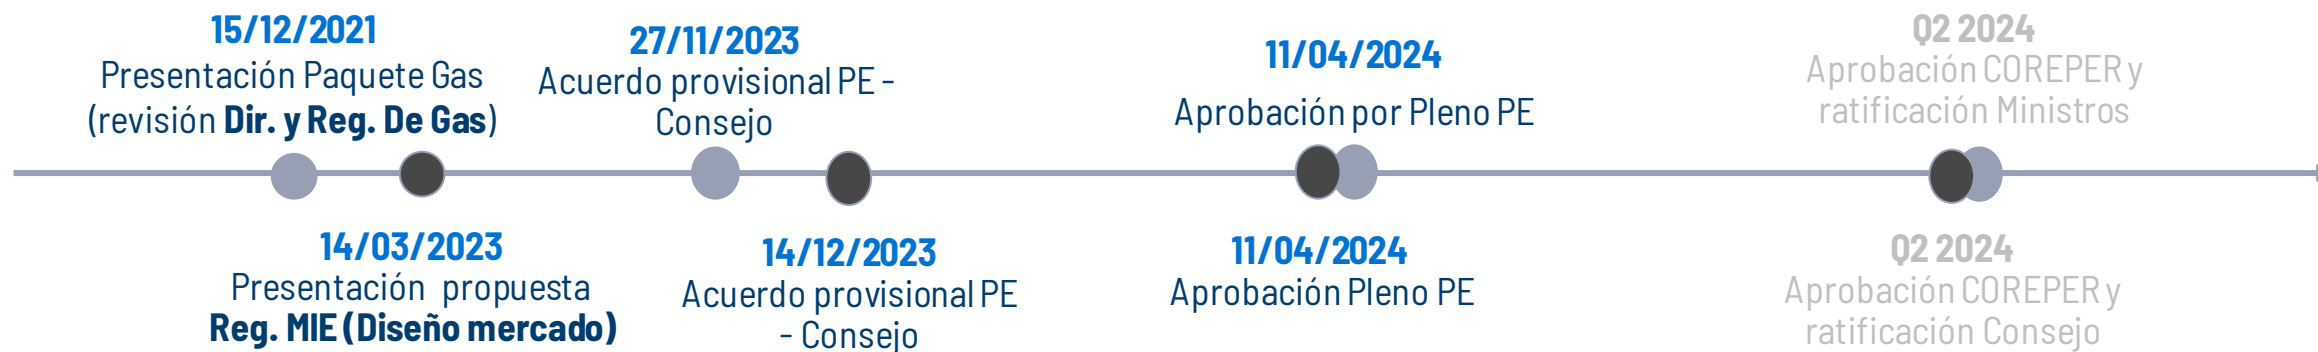 15/12/2021
Presentación Paquete Gas
(revisión Dir. y Reg. De Gas)
27/11/2023
Acuerdo provisional PE -
Consejo
11/04/2024
Aprobación por Pleno PE
Q2 2024
Aprobación COREPER y
ratificación Ministros
14/03/2023
Presentación propuesta
Reg. MIE (Diseño mercado)
14/12/2023
Acuerdo provisional PE
- Consejo
11/04/2024
Aprobación Pleno PE
Q2 2024
Aprobación COREPER y
ratificación Consejo